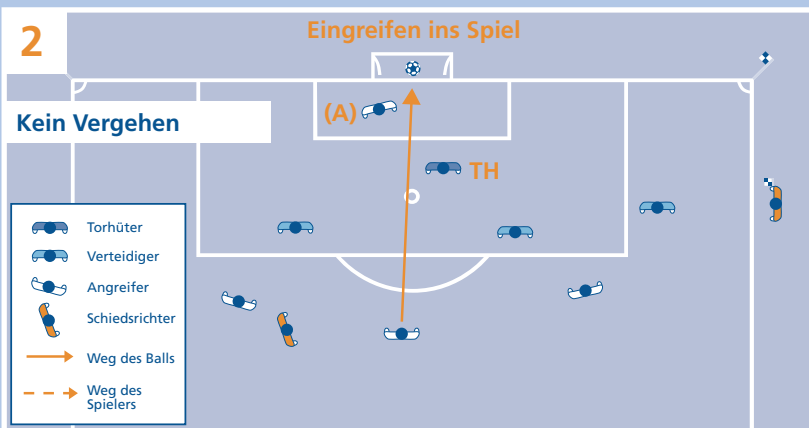 2
Eingreifen ins Spiel
Kein Vergehen
(A)
TH
Torhüter
Verteidiger
Angreifer
Schiedsrichter
Weg des Balls
Weg des
Spielers